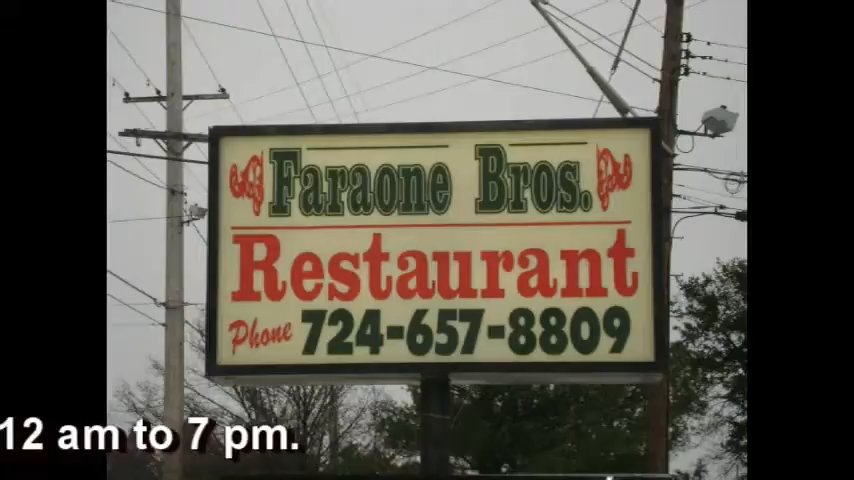 Faraone Bros.
Restaurant
Phone 724-657-8809
12 am to 7 pm.